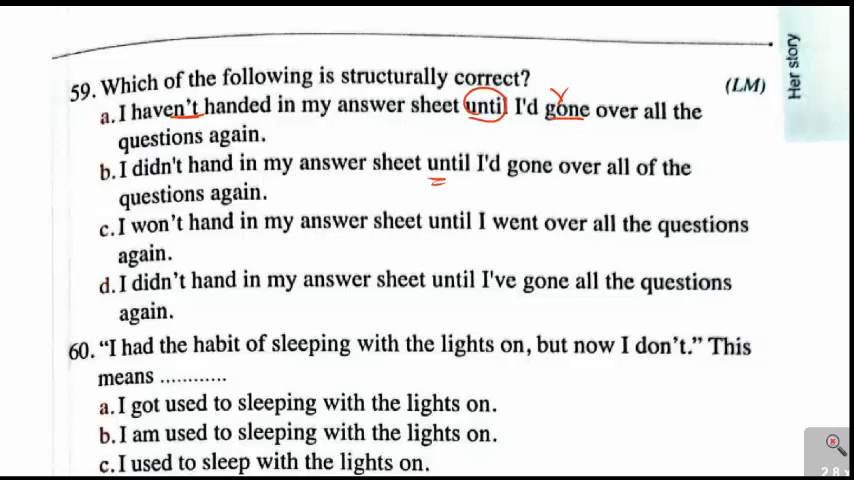 Her story
59. Which of the following is structurally correct? (LM)
a. I haven't handed in my answer sheet until I'd gone over all the
questions again.
b. I didn't hand in my answer sheet until I'd gone over all of the
questions again.
c. I won't hand in my answer sheet until I went over all the questions
again.
d. I didn't hand in my answer sheet until I've gone all the questions
again.
60. "I had the habit of sleeping with the lights on, but now I don't." This
means ............
a. I got used to sleeping with the lights on.
b. I am used to sleeping with the lights on.
c. I used to sleep with the lights on.